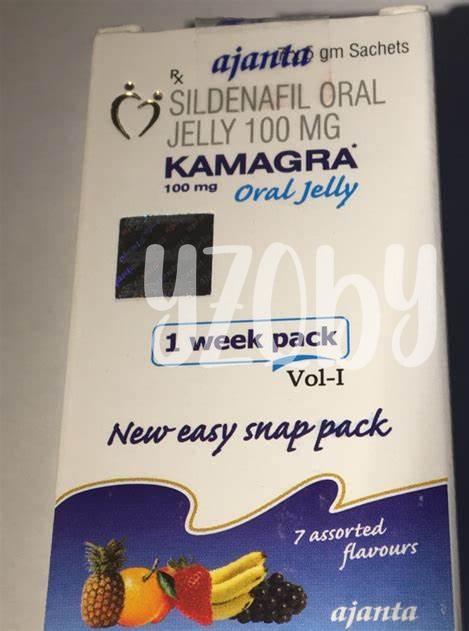 ajanta
gm Sachets
Rx
SILDENAFIL ORAL
JELLY 100 MG
KAMAGRA*
100 mg Oral Jelly
yzoby
1 week pack
Vol-I
New easy snap pack
7 assorted
flavours
ajanta